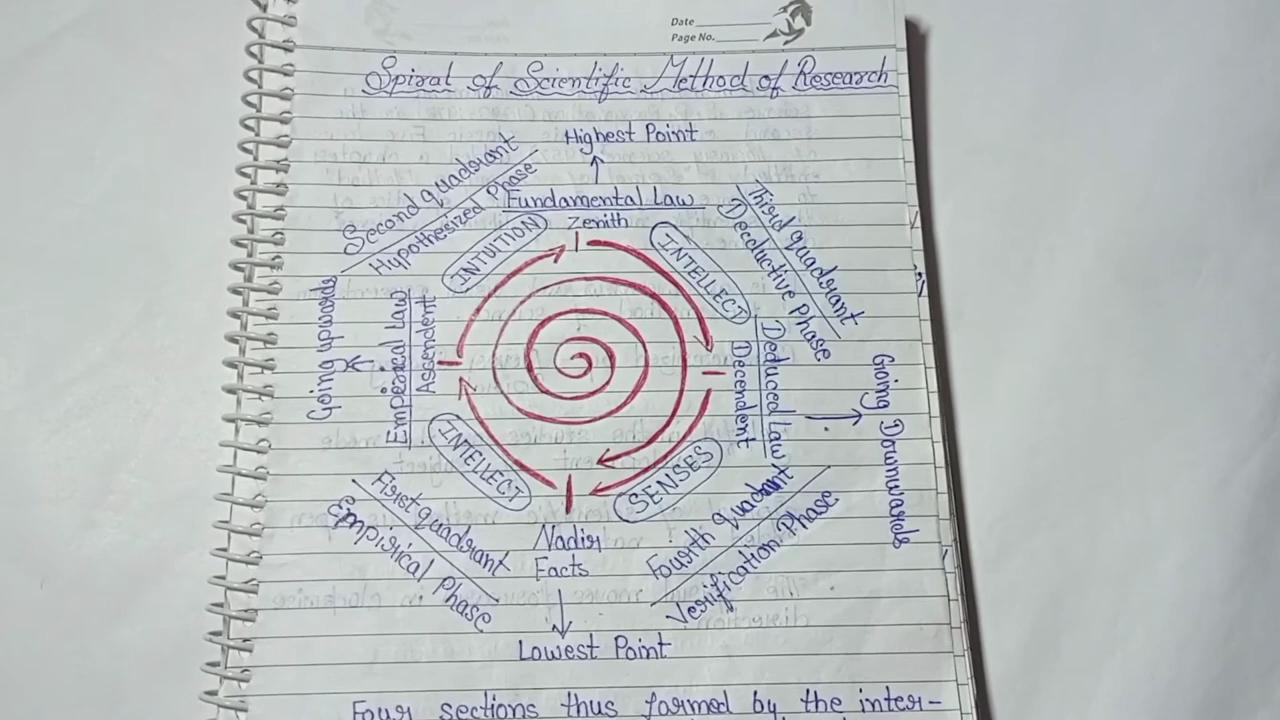 Date
Page No.
Spiral of Scientific Method of Research
Highest Point
Fundamental Law
Zenith
Second quadrant
Hypothesized Phase
INTUITION
INTELLECT
Third quadrant
Deductive Phase
Going upwards
Empirical Law
Ascendent
Decendent
Deduced Law
Going Downwards
INTELLECT
SENSES
First quadrant
Empirical Phase
Nadir
Facts
Fourth quadrant
Verification Phase
Lowest Point
Four sections thus formed by the inter-